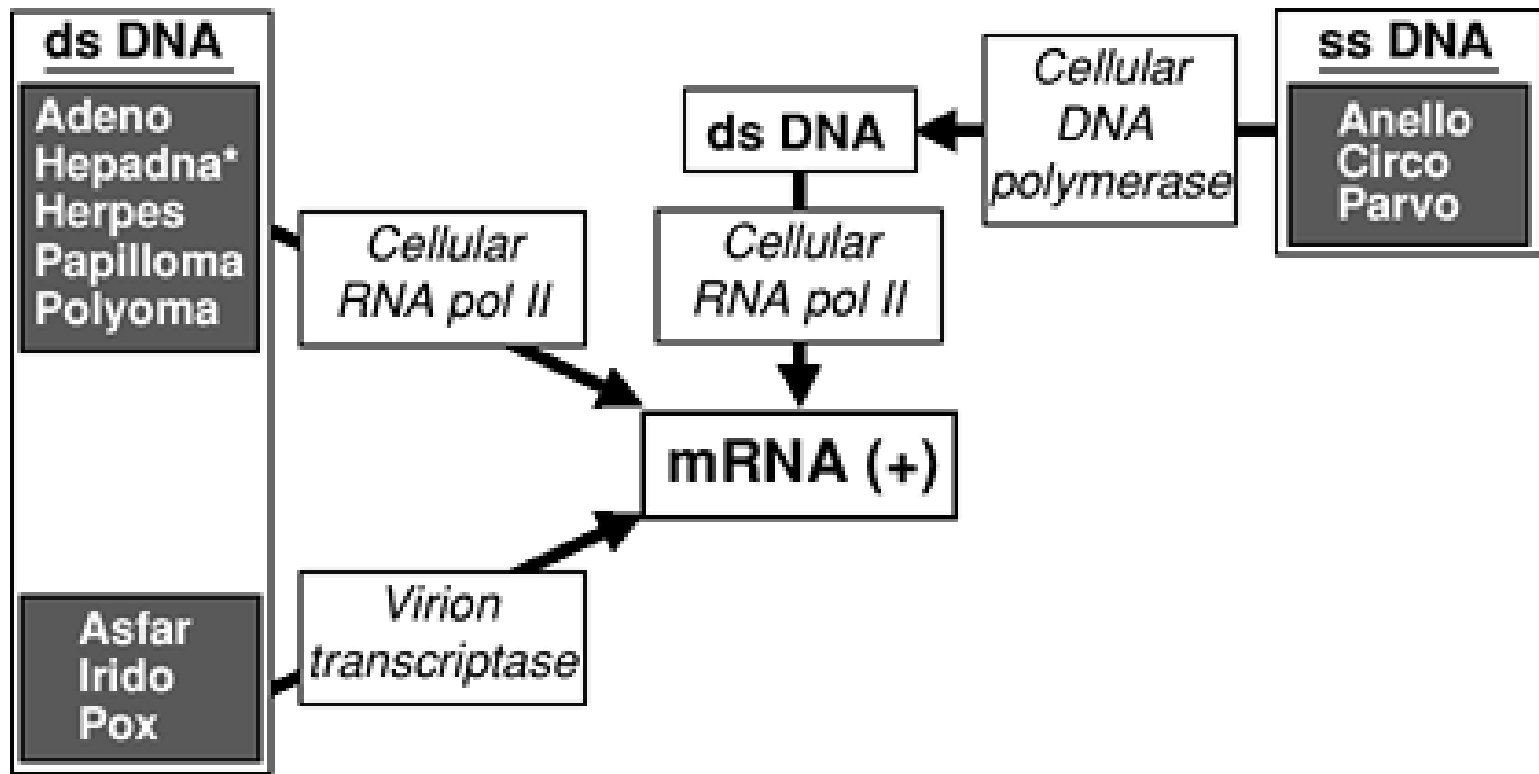 ds DNA
Adeno
Hepadna*
Herpes
Papilloma
Polyoma
Asfar
Irido
Pox
Cellular
RNA pol II
Virion
transcriptase
ds DNA
Cellular
RNA pol II
mRNA (+)
Cellular
DNA
polymerase
ss DNA
Anello
Circo
Parvo